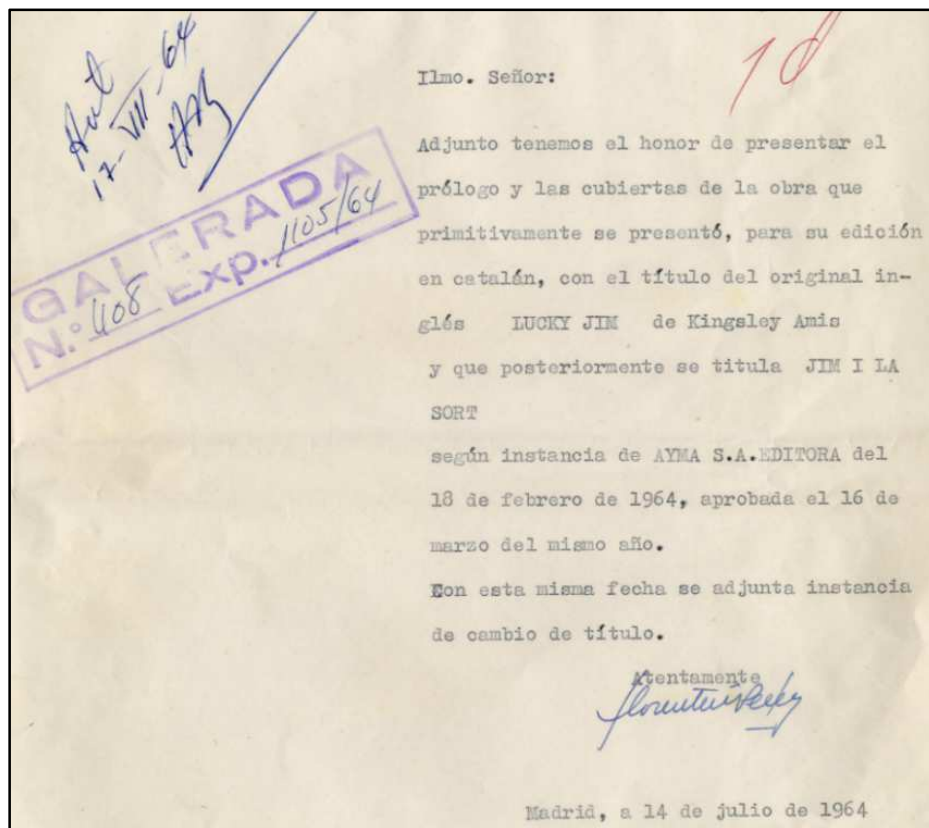 Aut
17-VIII-64
GALERADA
N.º Exp. 1105/64
Ilmo. Señor:
Adjunto tenemos el honor de presentar el
prólogo y las cubiertas de la obra que
primitivamente se presentó, para su edición
en catalán, con el título del original in-
glés LUCKY JIM de Kingsley Amis
y que posteriormente se titula JIM I LA
SORT
según instancia de AYMA S.A.EDITORA del
18 de febrero de 1964, aprobada el 16 de
marzo del mismo año.
Con esta misma fecha se adjunta instancia
de cambio de título.
Atentamente
Madrid, a 14 de julio de 1964